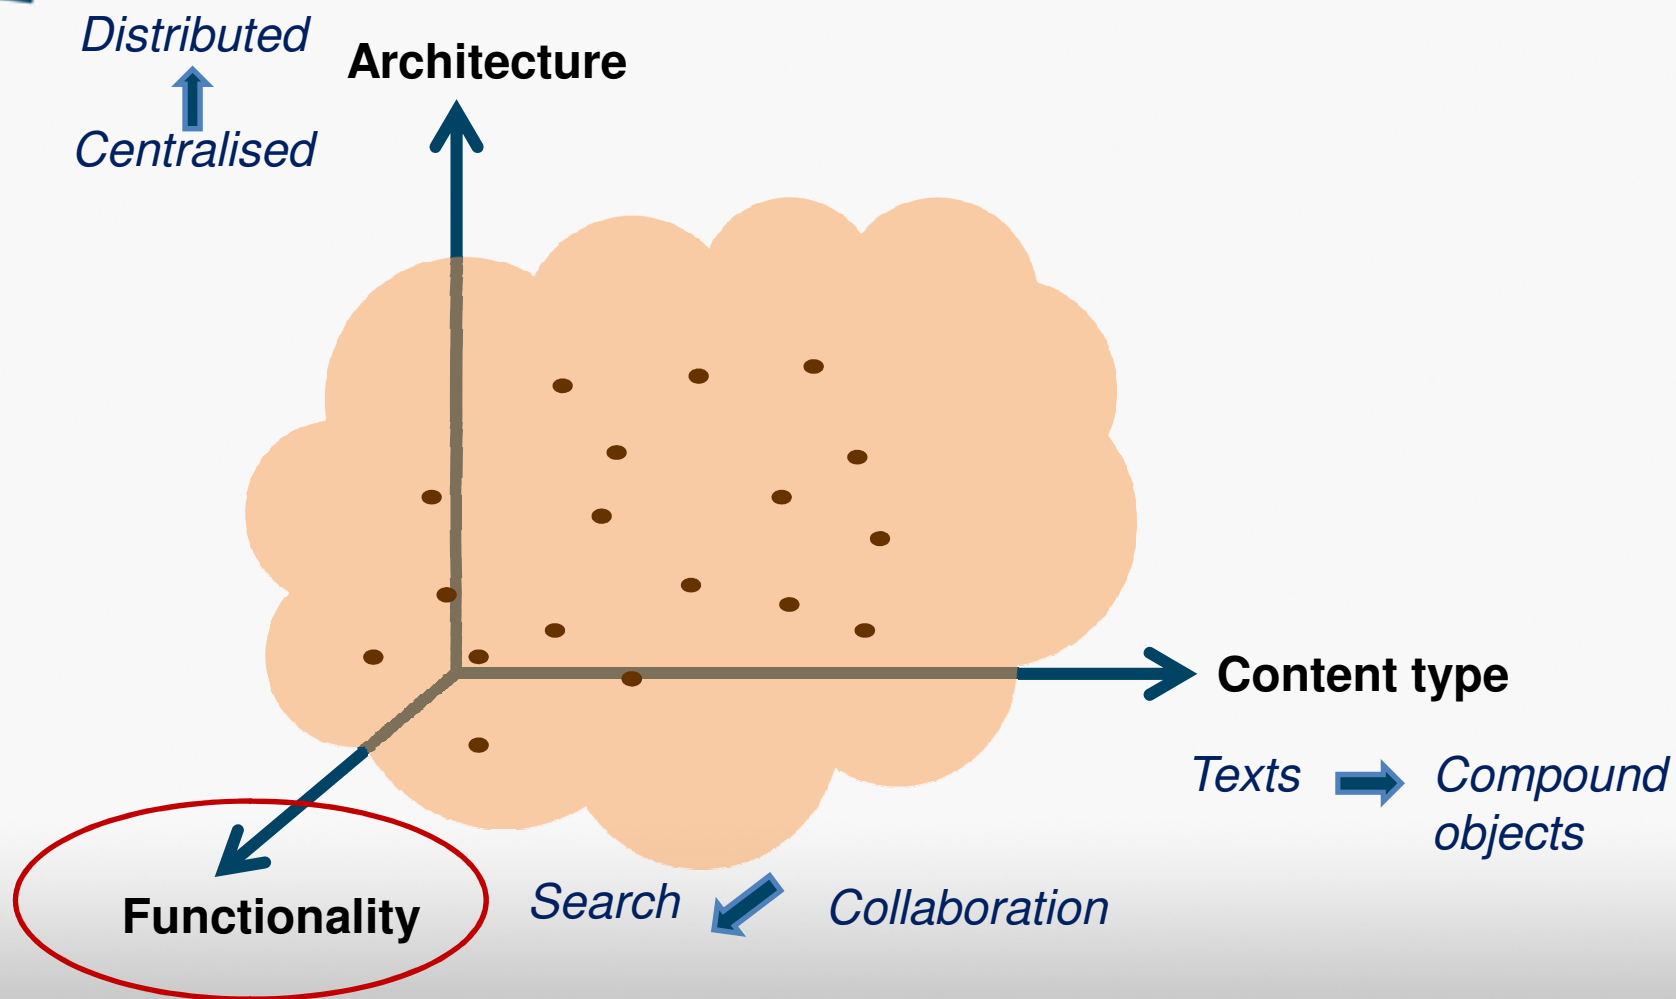 Distributed
Architecture
Centralised
Content type
Texts
Compound
objects
Search
Collaboration
Functionality